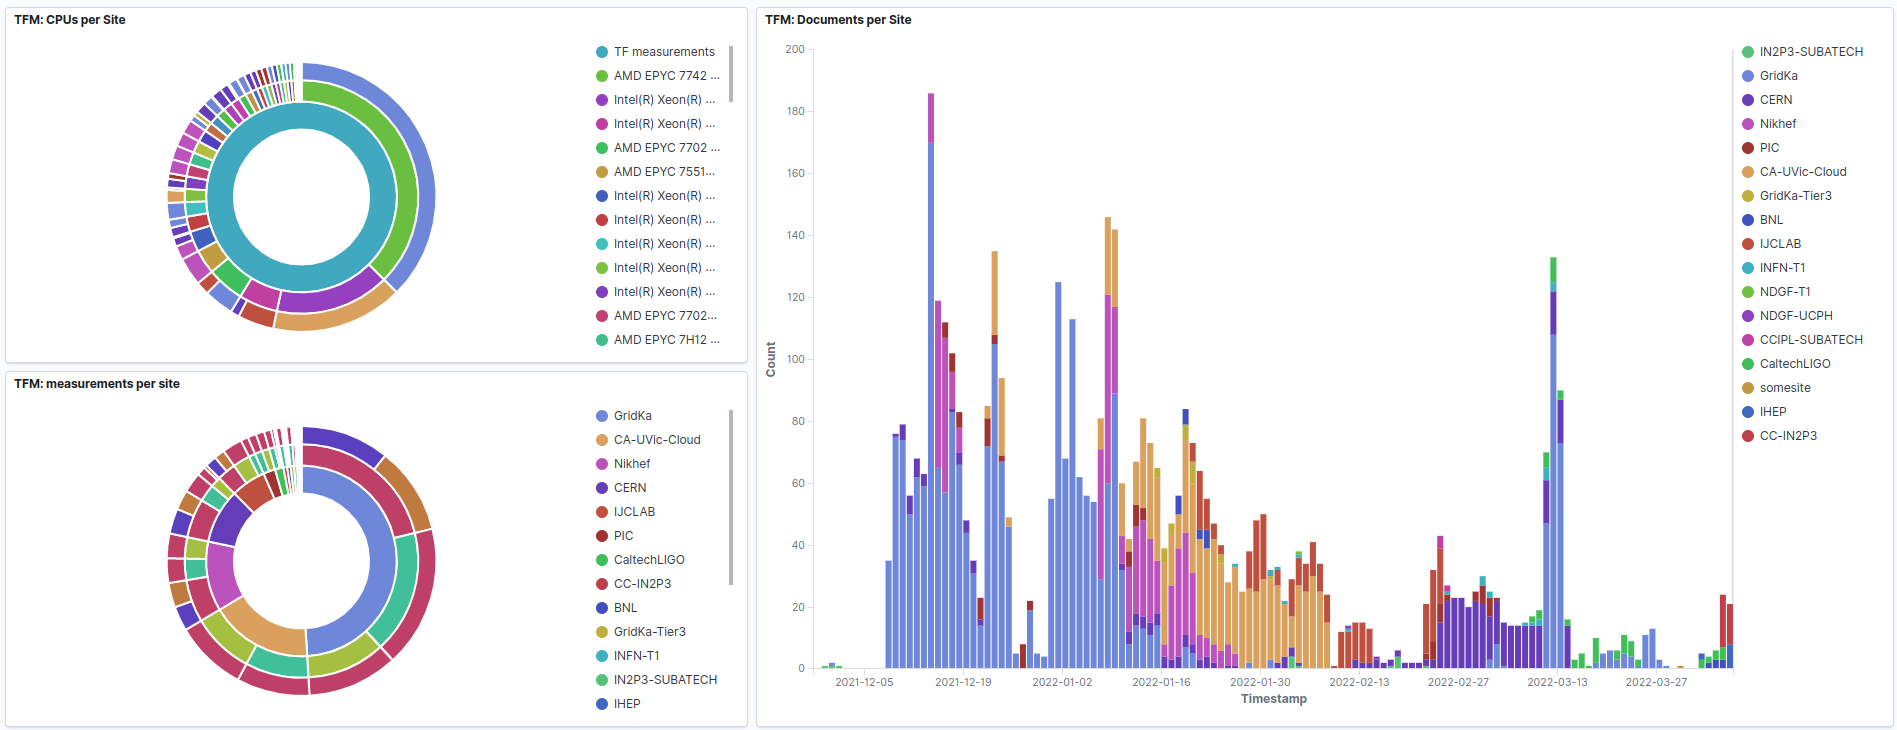 TFM: CPUs per Site
TF measurements
AMD EPYC 7742 ...
Intel(R) Xeon(R) ...
Intel(R) Xeon(R) ...
AMD EPYC 7702 ...
AMD EPYC 7551...
Intel(R) Xeon(R) ...
Intel(R) Xeon(R) ...
Intel(R) Xeon(R) ...
Intel(R) Xeon(R) ...
Intel(R) Xeon(R) ...
AMD EPYC 7702...
AMD EPYC 7H12 ...
TFM: measurements per site
GridKa
CA-UVic-Cloud
Nikhef
CERN
IJCLAB
PIC
CaltechLIGO
CC-IN2P3
BNL
GridKa-Tier3
INFN-T1
IN2P3-SUBATECH
IHEP
TFM: Documents per Site
200
180
160
140
120
100
80
60
40
20
0
Count
2021-12-05
2021-12-19
2022-01-02
2022-01-16
2022-01-30
2022-02-13
2022-02-27
2022-03-13
2022-03-27
Timestamp
IN2P3-SUBATECH
GridKa
CERN
Nikhef
PIC
CA-UVic-Cloud
GridKa-Tier3
BNL
IJCLAB
INFN-T1
NDGF-T1
NDGF-UCPH
CCIPL-SUBATECH
CaltechLIGO
somesite
IHEP
CC-IN2P3